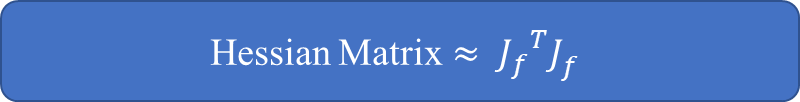 Hessian Matrix ≈ J_f^T J_f